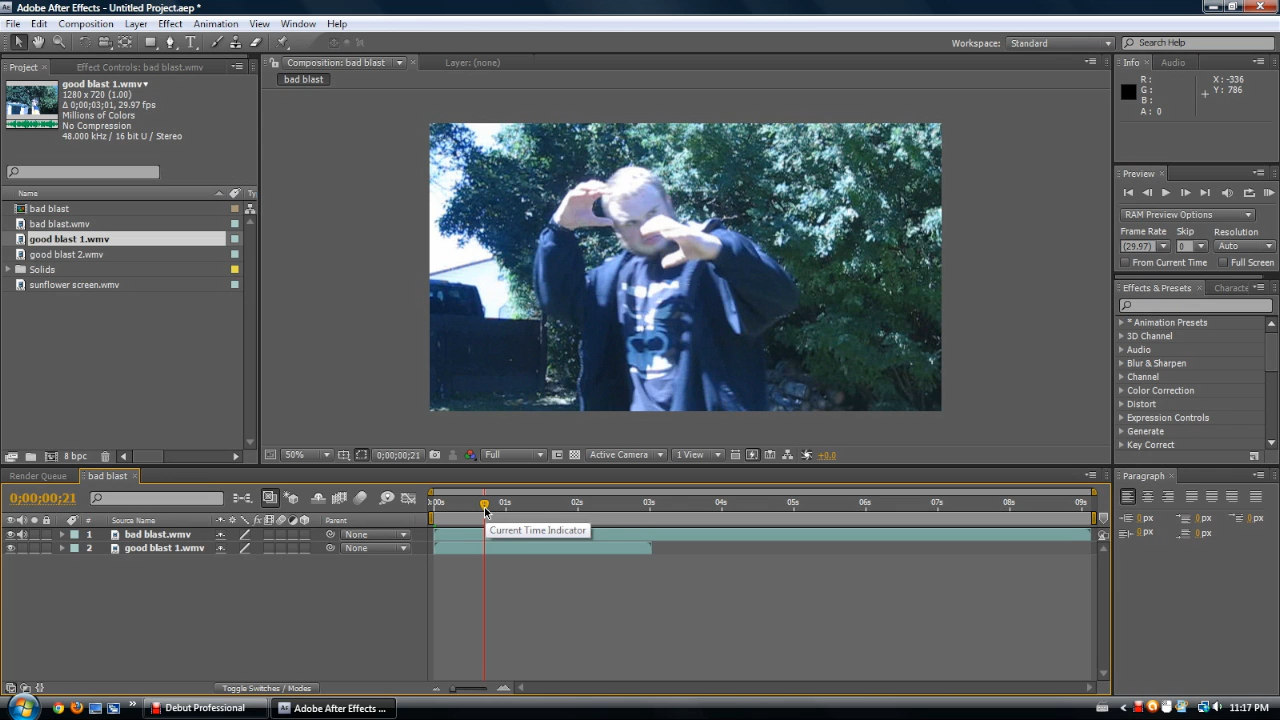 Adobe After Effects - Untitled Project.aep *
File Edit Composition Layer Effect Animation View Window Help
Workspace: Standard Search Help
Project Effect Controls: bad blast.wmv
Composition: bad blast Layer: (none)
bad blast
good blast 1.wmv
1280 x 720 (1.00)
Δ 0;00;03;01, 29.97 fps
Millions of Colors
No Compression
48.000 kHz / 16 bit U / Stereo
Name Ty
bad blast
bad blast.wmv
good blast 1.wmv
good blast 2.wmv
Solids
sunflower screen.wmv
8 bpc
50% 0;00;00;21 Full Active Camera 1 View +0.0
Info Audio
R : X : -336
G : Y : 786
B :
A : 0
Preview
RAM Preview Options
Frame Rate Skip Resolution
(29.97) 0 Auto
From Current Time Full Screen
Effects & Presets Characte
* Animation Presets
3D Channel
Audio
Blur & Sharpen
Channel
Color Correction
Distort
Expression Controls
Generate
Key Correct
Render Queue bad blast
0;00;00;21
00s 01s 02s 03s 04s 05s 06s 07s 08s 09s
# Source Name Parent
1 bad blast.wmv None
2 good blast 1.wmv None
Current Time Indicator
Toggle Switches / Modes
Paragraph
0 px 0 px 0 px
0 px 0 px
Debut Professional Adobe After Effects - ... 11:17 PM